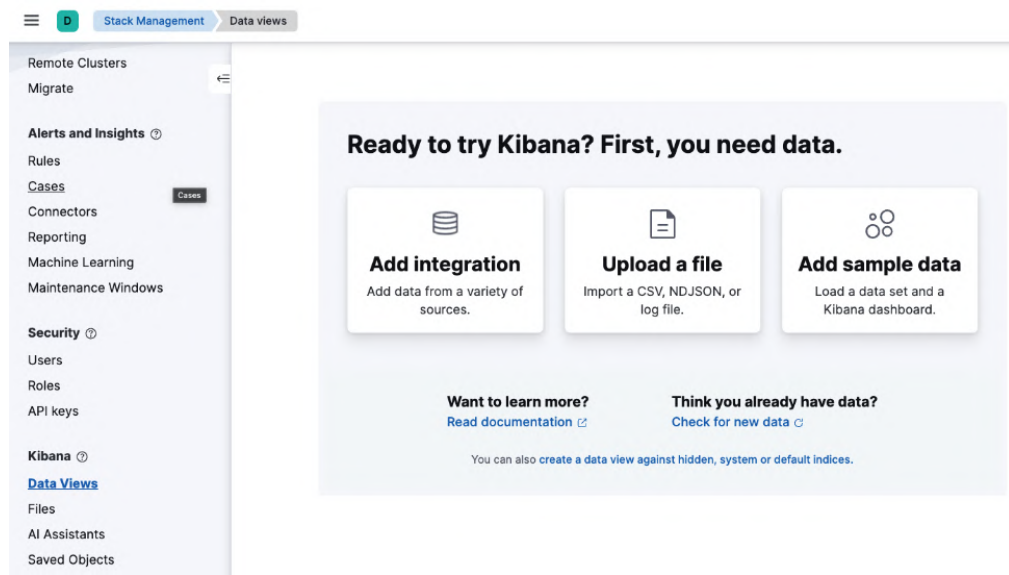 D Stack Management Data views
Remote Clusters
Migrate
Alerts and Insights
Rules
Cases
Cases
Connectors
Reporting
Machine Learning
Maintenance Windows
Security
Users
Roles
API keys
Kibana
Data Views
Files
AI Assistants
Saved Objects
Ready to try Kibana? First, you need data.
Add integration
Add data from a variety of
sources.
Upload a file
Import a CSV, NDJSON, or
log file.
Add sample data
Load a data set and a
Kibana dashboard.
Want to learn more?
Read documentation
Think you already have data?
Check for new data
You can also create a data view against hidden, system or default indices.